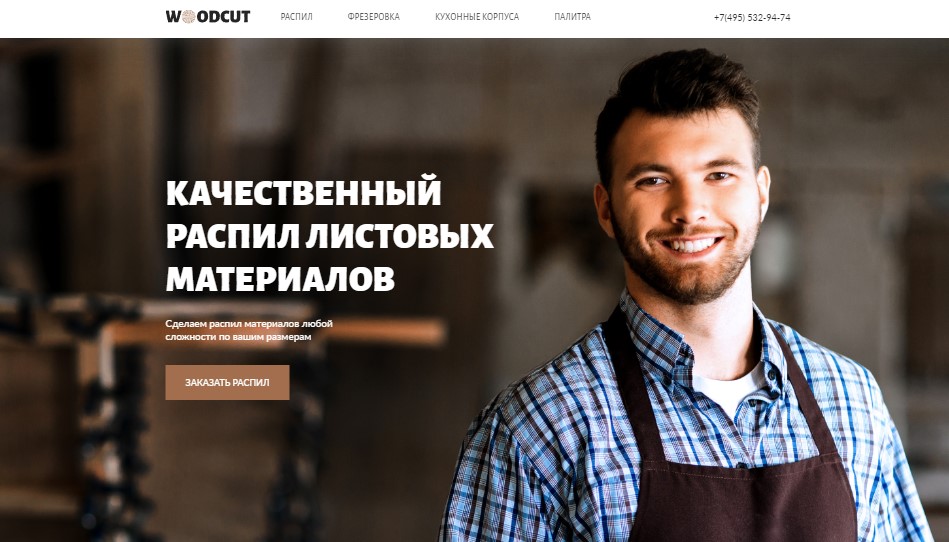 WOODCUT
РАСПИЛ
ФРЕЗЕРОВКА
КУХОННЫЕ КОРПУСА
ПАЛИТРА
+7(495) 532-94-74
КАЧЕСТВЕННЫЙ
РАСПИЛ ЛИСТОВЫХ
МАТЕРИАЛОВ
Сделаем распил материалов любой
сложности по вашим размерам
ЗАКАЗАТЬ РАСПИЛ